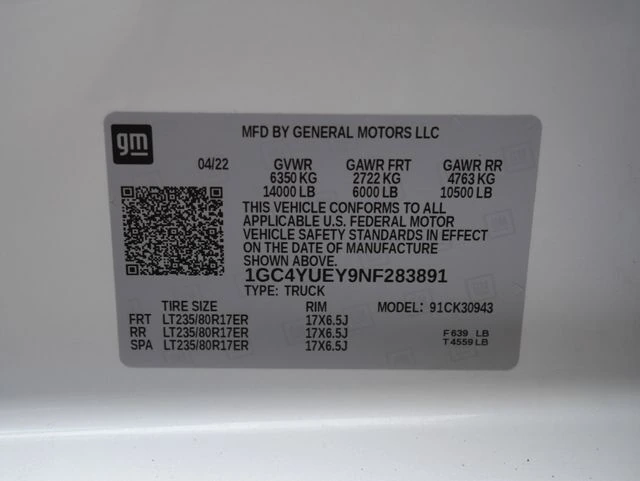 gm
MFD BY GENERAL MOTORS LLC
04/22 GVWR GAWR FRT GAWR RR
6350 KG 2722 KG 4763 KG
14000 LB 6000 LB 10500 LB
THIS VEHICLE CONFORMS TO ALL
APPLICABLE U.S. FEDERAL MOTOR
VEHICLE SAFETY STANDARDS IN EFFECT
ON THE DATE OF MANUFACTURE
SHOWN ABOVE.
1GC4YUEY9NF283891
TYPE: TRUCK
TIRE SIZE RIM MODEL: 91CK30943
FRT LT235/80R17ER 17X6.5J
RR LT235/80R17ER 17X6.5J F 639 LB
SPA LT235/80R17ER 17X6.5J T 4559 LB